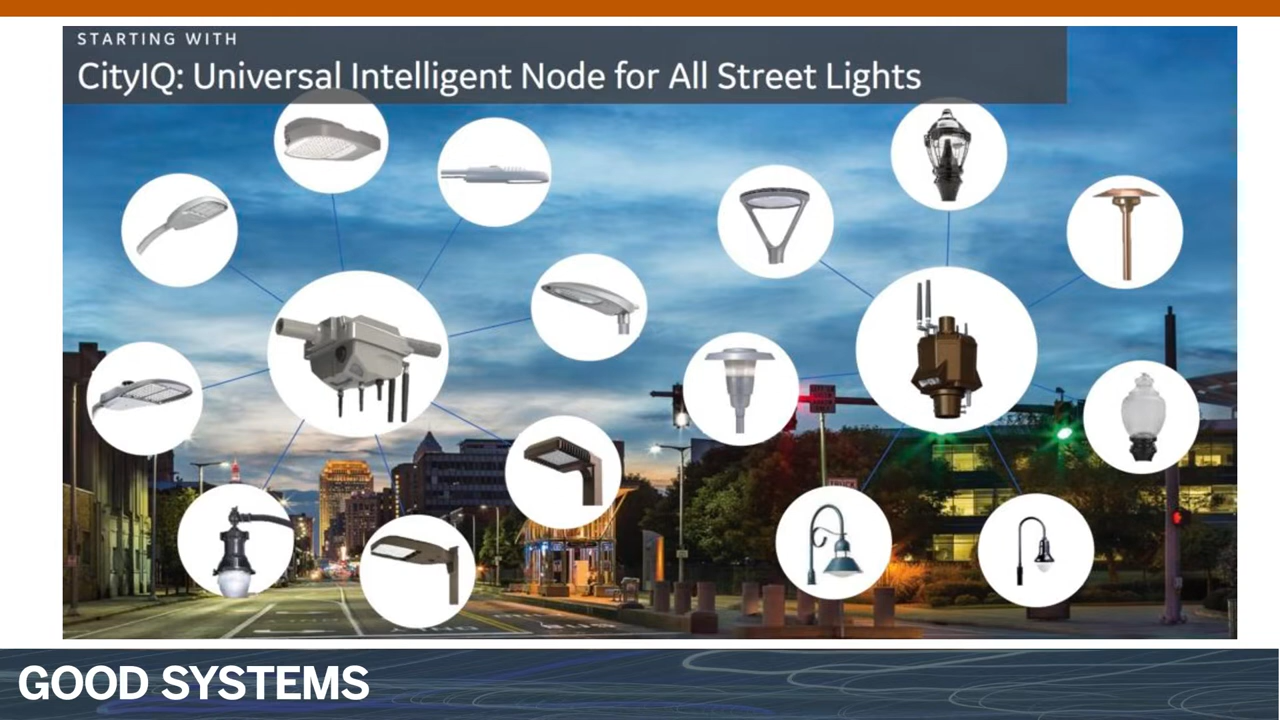 STARTING WITH
CityIQ: Universal Intelligent Node for All Street Lights
GOOD SYSTEMS